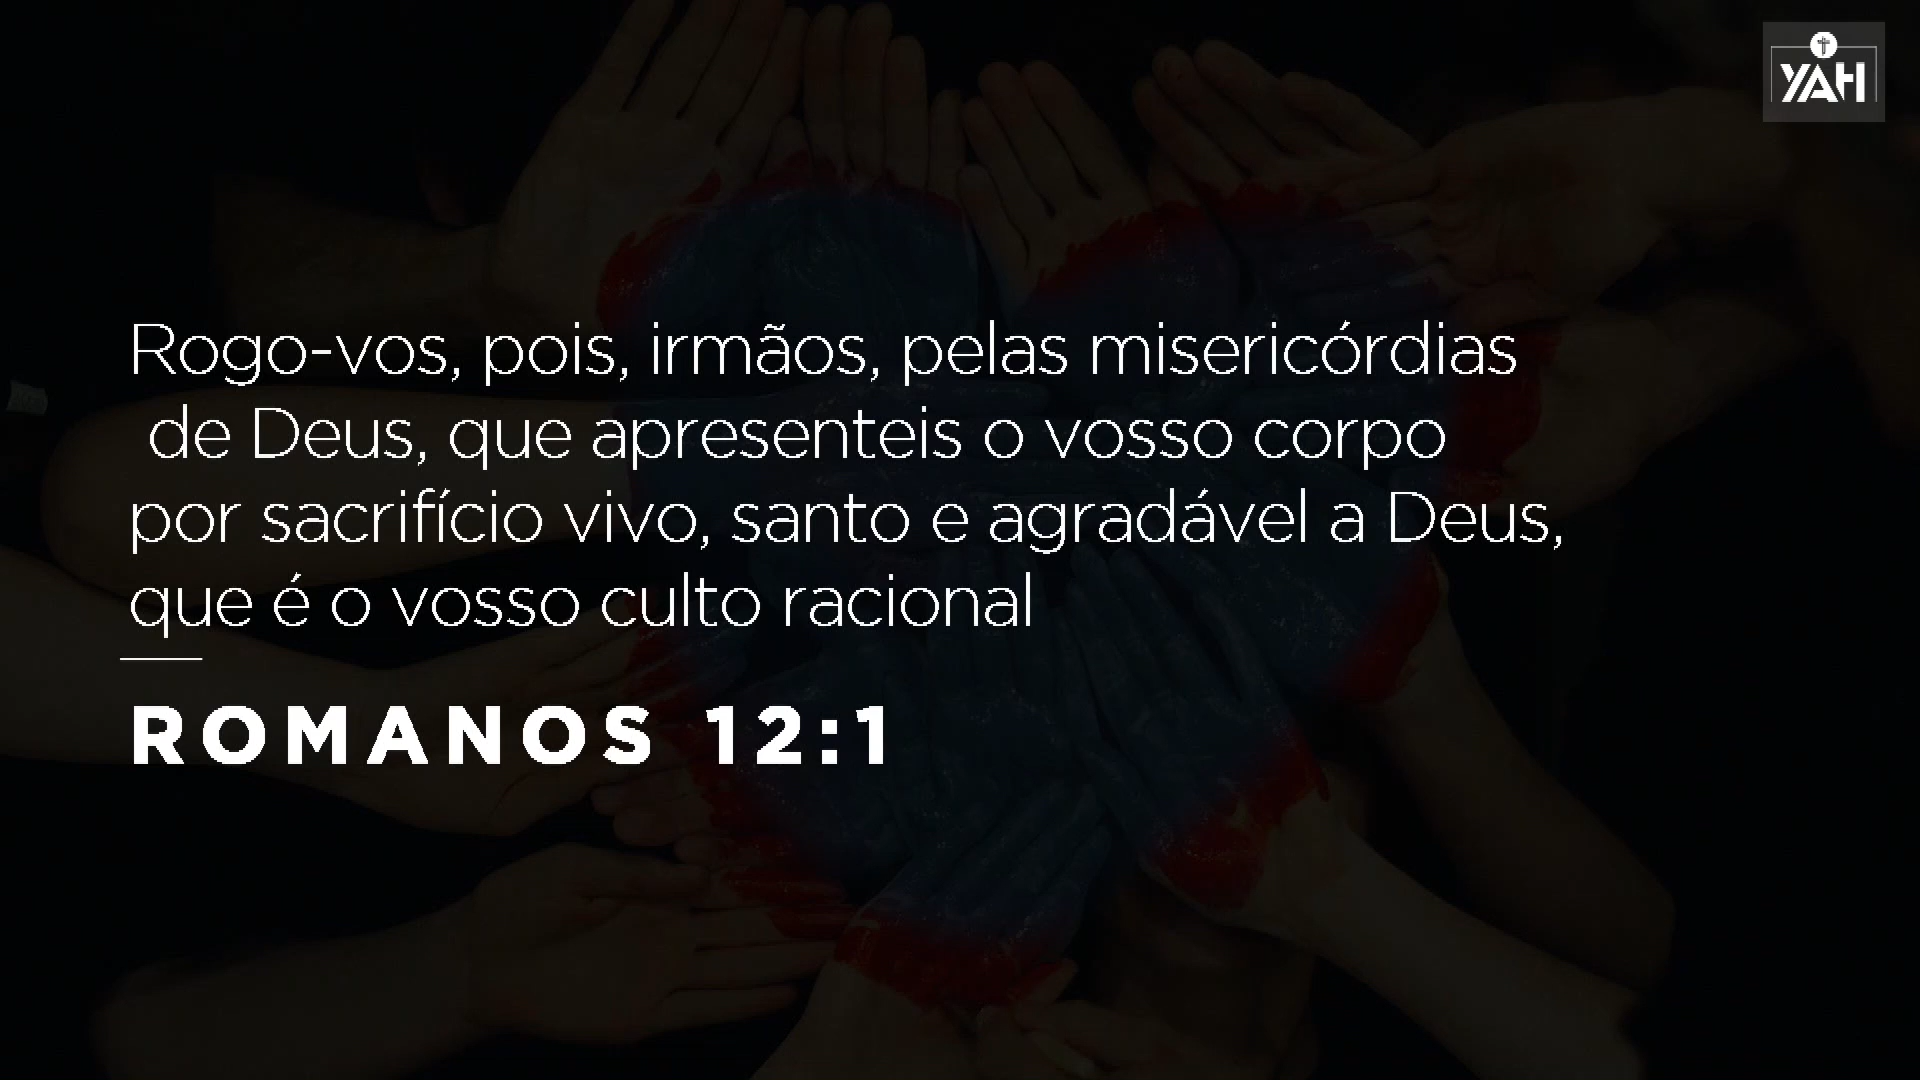 YAH
Rogo-vos, pois, irmãos, pelas misericórdias
de Deus, que apresenteis o vosso corpo
por sacrifício vivo, santo e agradável a Deus,
que é o vosso culto racional
ROMANOS 12:1